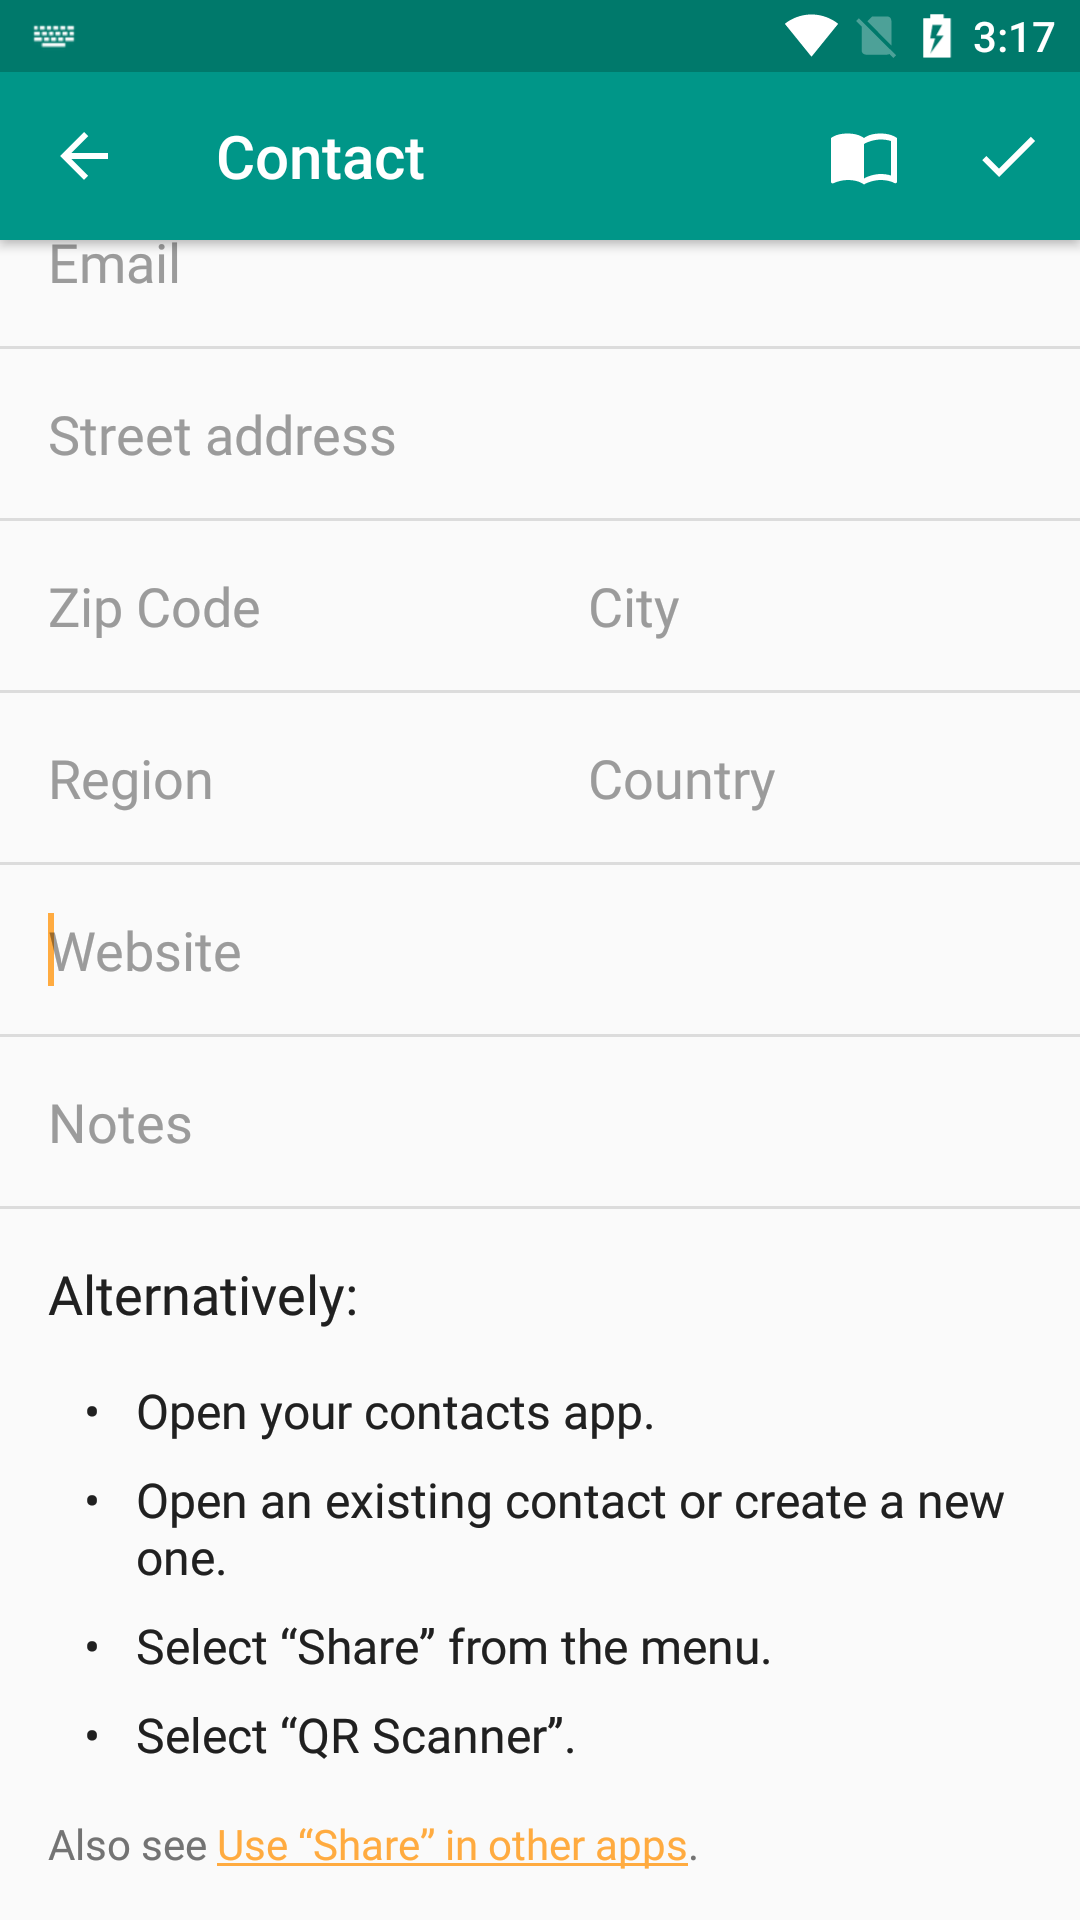 3:17
Contact
Email
Street address
Zip Code City
Region Country
Website
Notes
Alternatively:
• Open your contacts app.
• Open an existing contact or create a new
one.
• Select “Share” from the menu.
• Select “QR Scanner”.
Also see Use “Share” in other apps.